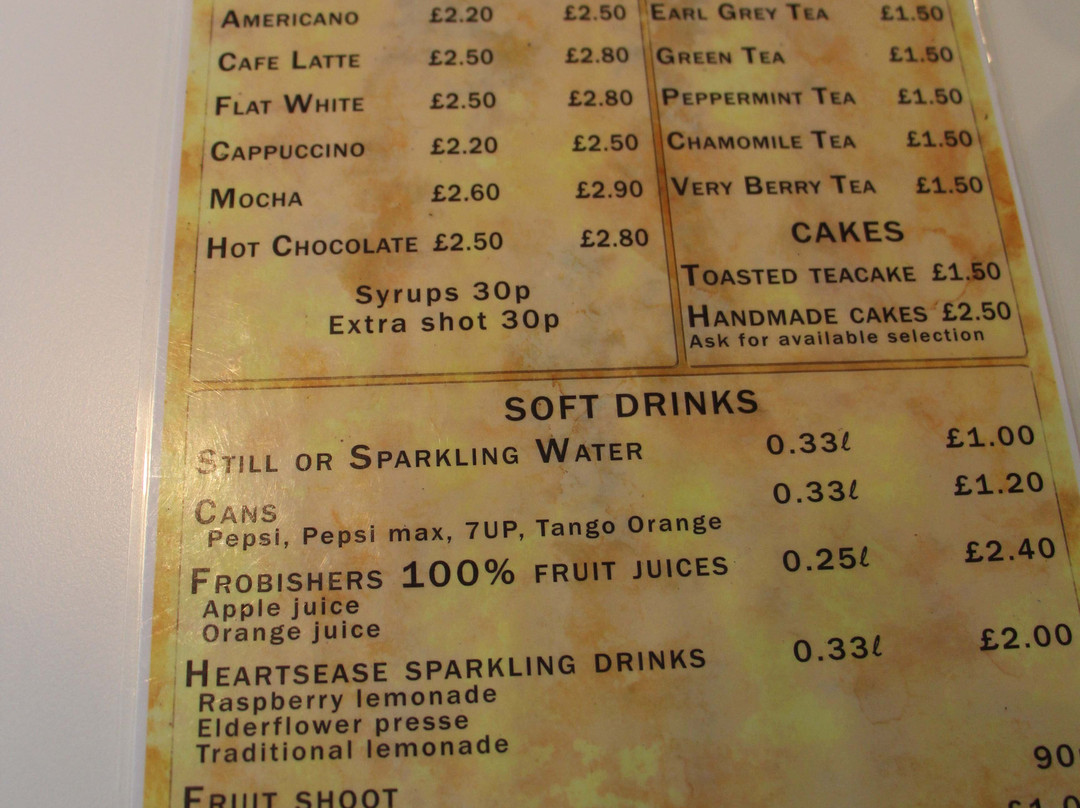 Americano £2.20 £2.50
Cafe Latte £2.50 £2.80
Flat White £2.50 £2.80
Cappuccino £2.20 £2.50
Mocha £2.60 £2.90
Hot Chocolate £2.50 £2.80
Syrups 30p
Extra shot 30p
Earl Grey Tea £1.50
Green Tea £1.50
Peppermint Tea £1.50
Chamomile Tea £1.50
Very Berry Tea £1.50
CAKES
Toasted teacake £1.50
Handmade cakes £2.50
Ask for available selection
SOFT DRINKS
Still or Sparkling Water 0.33ℓ £1.00
Cans 0.33ℓ £1.20
Pepsi, Pepsi max, 7UP, Tango Orange
Frobishers 100% fruit juices 0.25ℓ £2.40
Apple juice
Orange juice
Heartsease sparkling drinks 0.33ℓ £2.00
Raspberry lemonade
Elderflower presse
Traditional lemonade
Fruit shoot 90